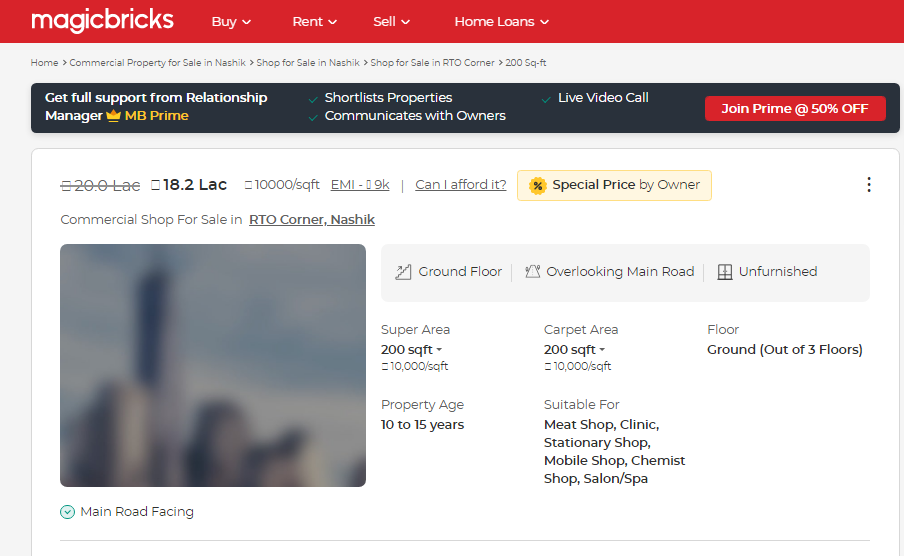 magicbricks Buy Rent Sell Home Loans
Home > Commercial Property for Sale in Nashik > Shop for Sale in Nashik > Shop for Sale in RTO Corner > 200 Sq-ft
Get full support from Relationship
Manager MB Prime
Shortlists Properties
Communicates with Owners
Live Video Call
Join Prime @ 50% OFF
20.0 Lac 18.2 Lac 10000/sqft EMI - 9k | Can I afford it? % Special Price by Owner
Commercial Shop For Sale in RTO Corner, Nashik
Ground Floor Overlooking Main Road Unfurnished
Super Area
200 sqft
10,000/sqft
Carpet Area
200 sqft
10,000/sqft
Floor
Ground (Out of 3 Floors)
Property Age
10 to 15 years
Suitable For
Meat Shop, Clinic,
Stationary Shop,
Mobile Shop, Chemist
Shop, Salon/Spa
Main Road Facing